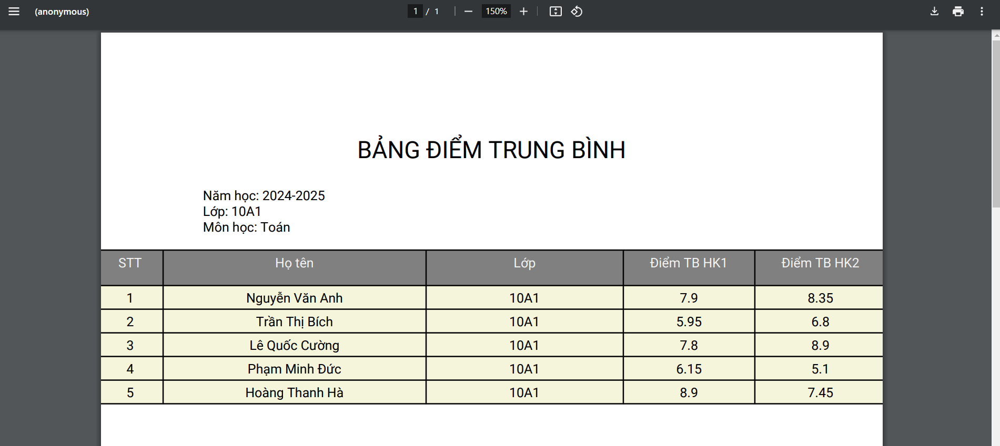 (anonymous)
1 / 1
150%
BẢNG ĐIỂM TRUNG BÌNH
Năm học: 2024-2025
Lớp: 10A1
Môn học: Toán
STT Họ tên Lớp Điểm TB HK1 Điểm TB HK2
1 Nguyễn Văn Anh 10A1 7.9 8.35
2 Trần Thị Bích 10A1 5.95 6.8
3 Lê Quốc Cường 10A1 7.8 8.9
4 Phạm Minh Đức 10A1 6.15 5.1
5 Hoàng Thanh Hà 10A1 8.9 7.45